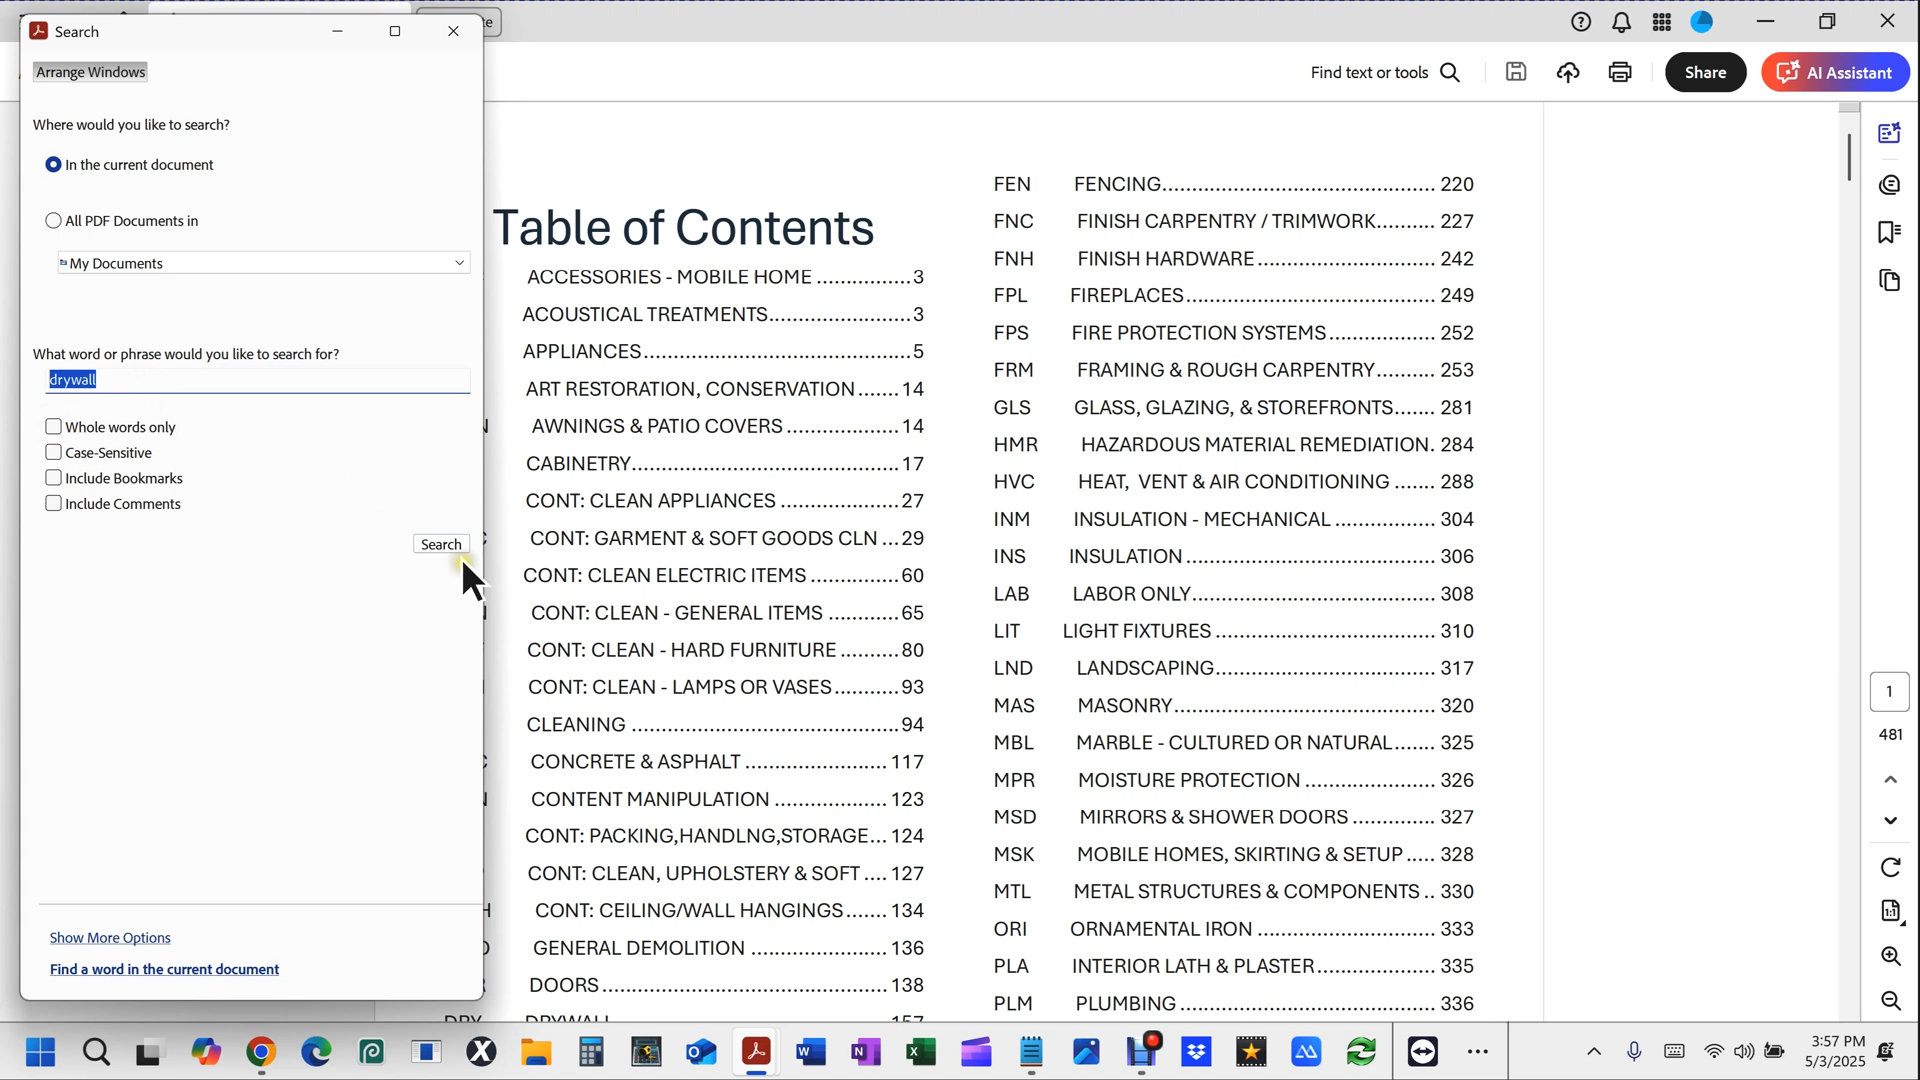 Search
Arrange Windows
Where would you like to search?
In the current document
All PDF Documents in
My Documents
What word or phrase would you like to search for?
drywall
Whole words only
Case-Sensitive
Include Bookmarks
Include Comments
Search
Show More Options
Find a word in the current document
Find text or tools
Share
AI Assistant
Table of Contents
ACCESSORIES - MOBILE HOME ................3
ACOUSTICAL TREATMENTS.......................3
APPLIANCES...............................................5
ART RESTORATION, CONSERVATION.......14
AWNINGS & PATIO COVERS ....................14
CABINETRY...............................................17
CONT: CLEAN APPLIANCES .....................27
CONT: GARMENT & SOFT GOODS CLN ...29
CONT: CLEAN ELECTRIC ITEMS ...............60
CONT: CLEAN - GENERAL ITEMS ............65
CONT: CLEAN - HARD FURNITURE ..........80
CONT: CLEAN - LAMPS OR VASES...........93
CLEANING ...............................................94
CONCRETE & ASPHALT ........................ 117
CONTENT MANIPULATION ................... 123
CONT: PACKING,HANDLNG,STORAGE... 124
CONT: CLEAN, UPHOLSTERY & SOFT .... 127
CONT: CEILING/WALL HANGINGS....... 134
GENERAL DEMOLITION ....................... 136
DOORS................................................. 138
DRY DRYWALL 157
FEN FENCING............................................... 220
FNC FINISH CARPENTRY / TRIMWORK.......... 227
FNH FINISH HARDWARE............................... 242
FPL FIREPLACES........................................... 249
FPS FIRE PROTECTION SYSTEMS................... 252
FRM FRAMING & ROUGH CARPENTRY.......... 253
GLS GLASS, GLAZING, & STOREFRONTS....... 281
HMR HAZARDOUS MATERIAL REMEDIATION. 284
HVC HEAT, VENT & AIR CONDITIONING ....... 288
INM INSULATION - MECHANICAL ................. 304
INS INSULATION ........................................... 306
LAB LABOR ONLY.......................................... 308
LIT LIGHT FIXTURES ...................................... 310
LND LANDSCAPING...................................... 317
MAS MASONRY.............................................. 320
MBL MARBLE - CULTURED OR NATURAL....... 325
MPR MOISTURE PROTECTION ....................... 326
MSD MIRRORS & SHOWER DOORS .............. 327
MSK MOBILE HOMES, SKIRTING & SETUP ..... 328
MTL METAL STRUCTURES & COMPONENTS .. 330
ORI ORNAMENTAL IRON ............................... 333
PLA INTERIOR LATH & PLASTER..................... 335
PLM PLUMBING ............................................. 336
1
481
3:57 PM
5/3/2025